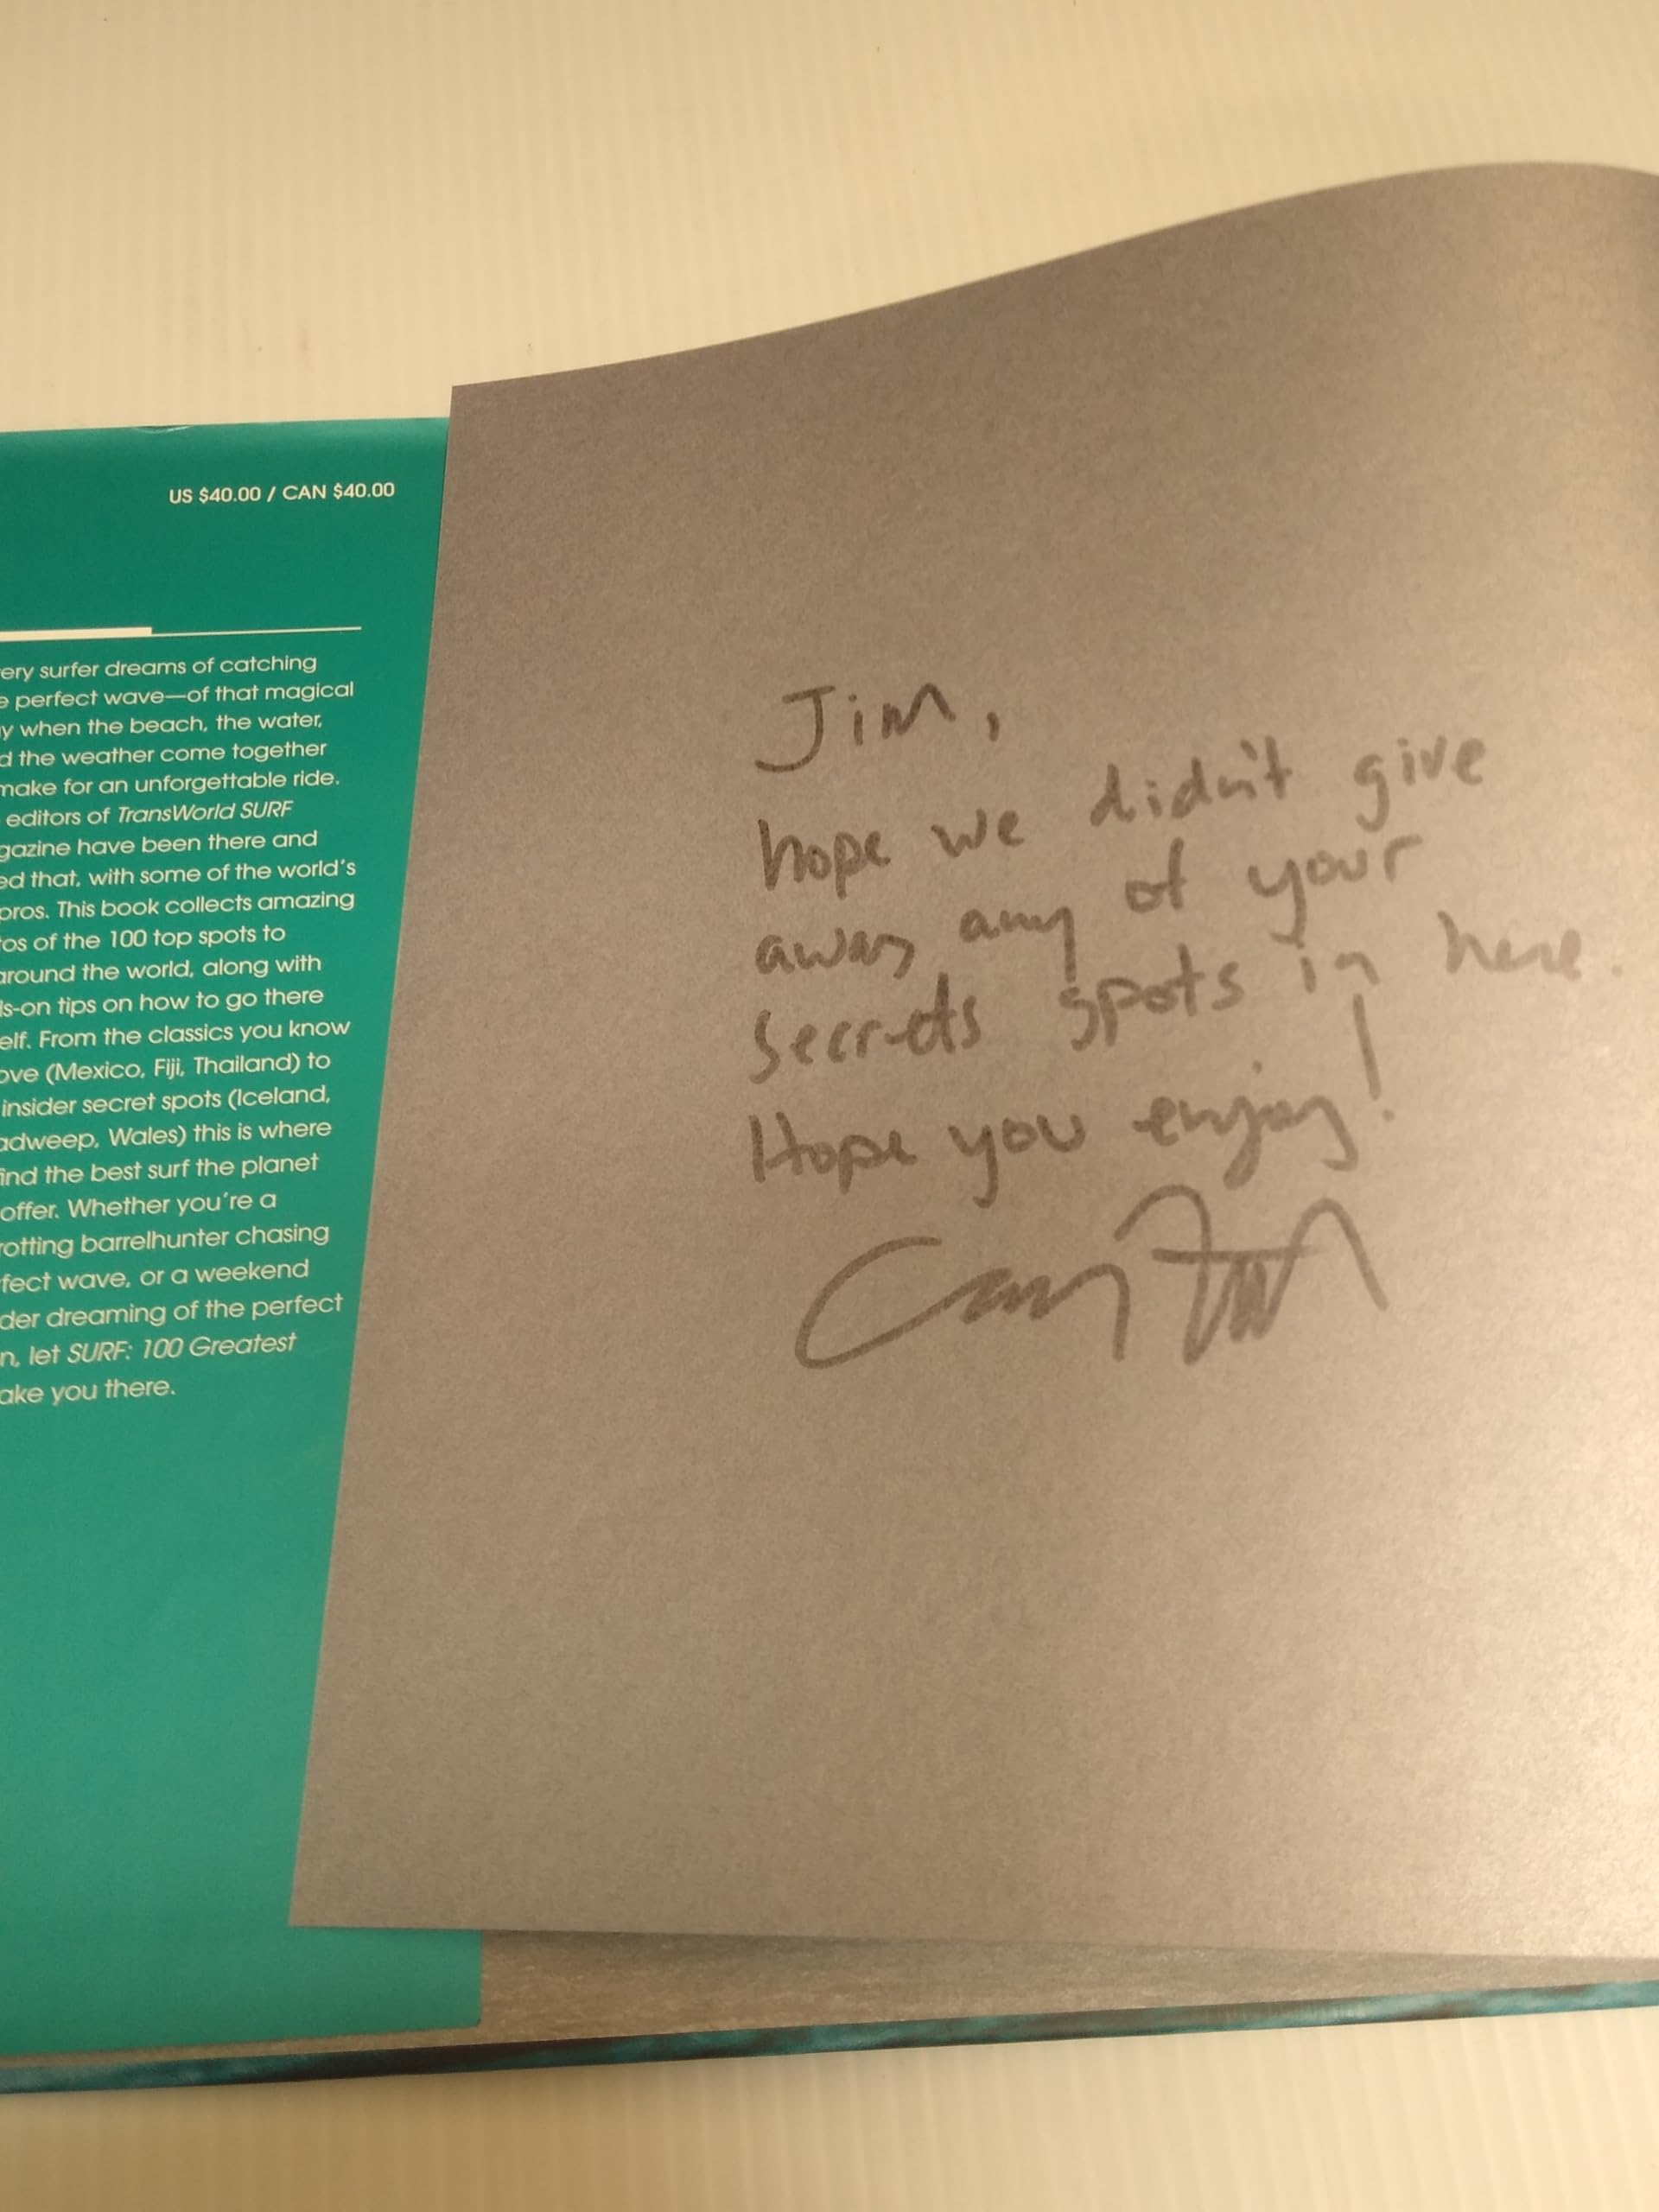 US $40.00 / CAN $40.00
ery surfer dreams of catching
e perfect wave—of that magical
y when the beach, the water,
d the weather come together
make for an unforgettable ride.
editors of TransWorld SURF
gazine have been there and
ed that, with some of the world's
pros. This book collects amazing
tos of the 100 top spots to
around the world, along with
ds-on tips on how to go there
elf. From the classics you know
ove (Mexico, Fiji, Thailand) to
insider secret spots (Iceland,
adweep, Wales) this is where
find the best surf the planet
offer. Whether you're a
rotting barrelhunter chasing
fect wave, or a weekend
der dreaming of the perfect
n, let SURF: 100 Greatest
ake you there.
Jim,
hope we didn't give
away any of your
secrets spots in here.
Hope you enjoy!